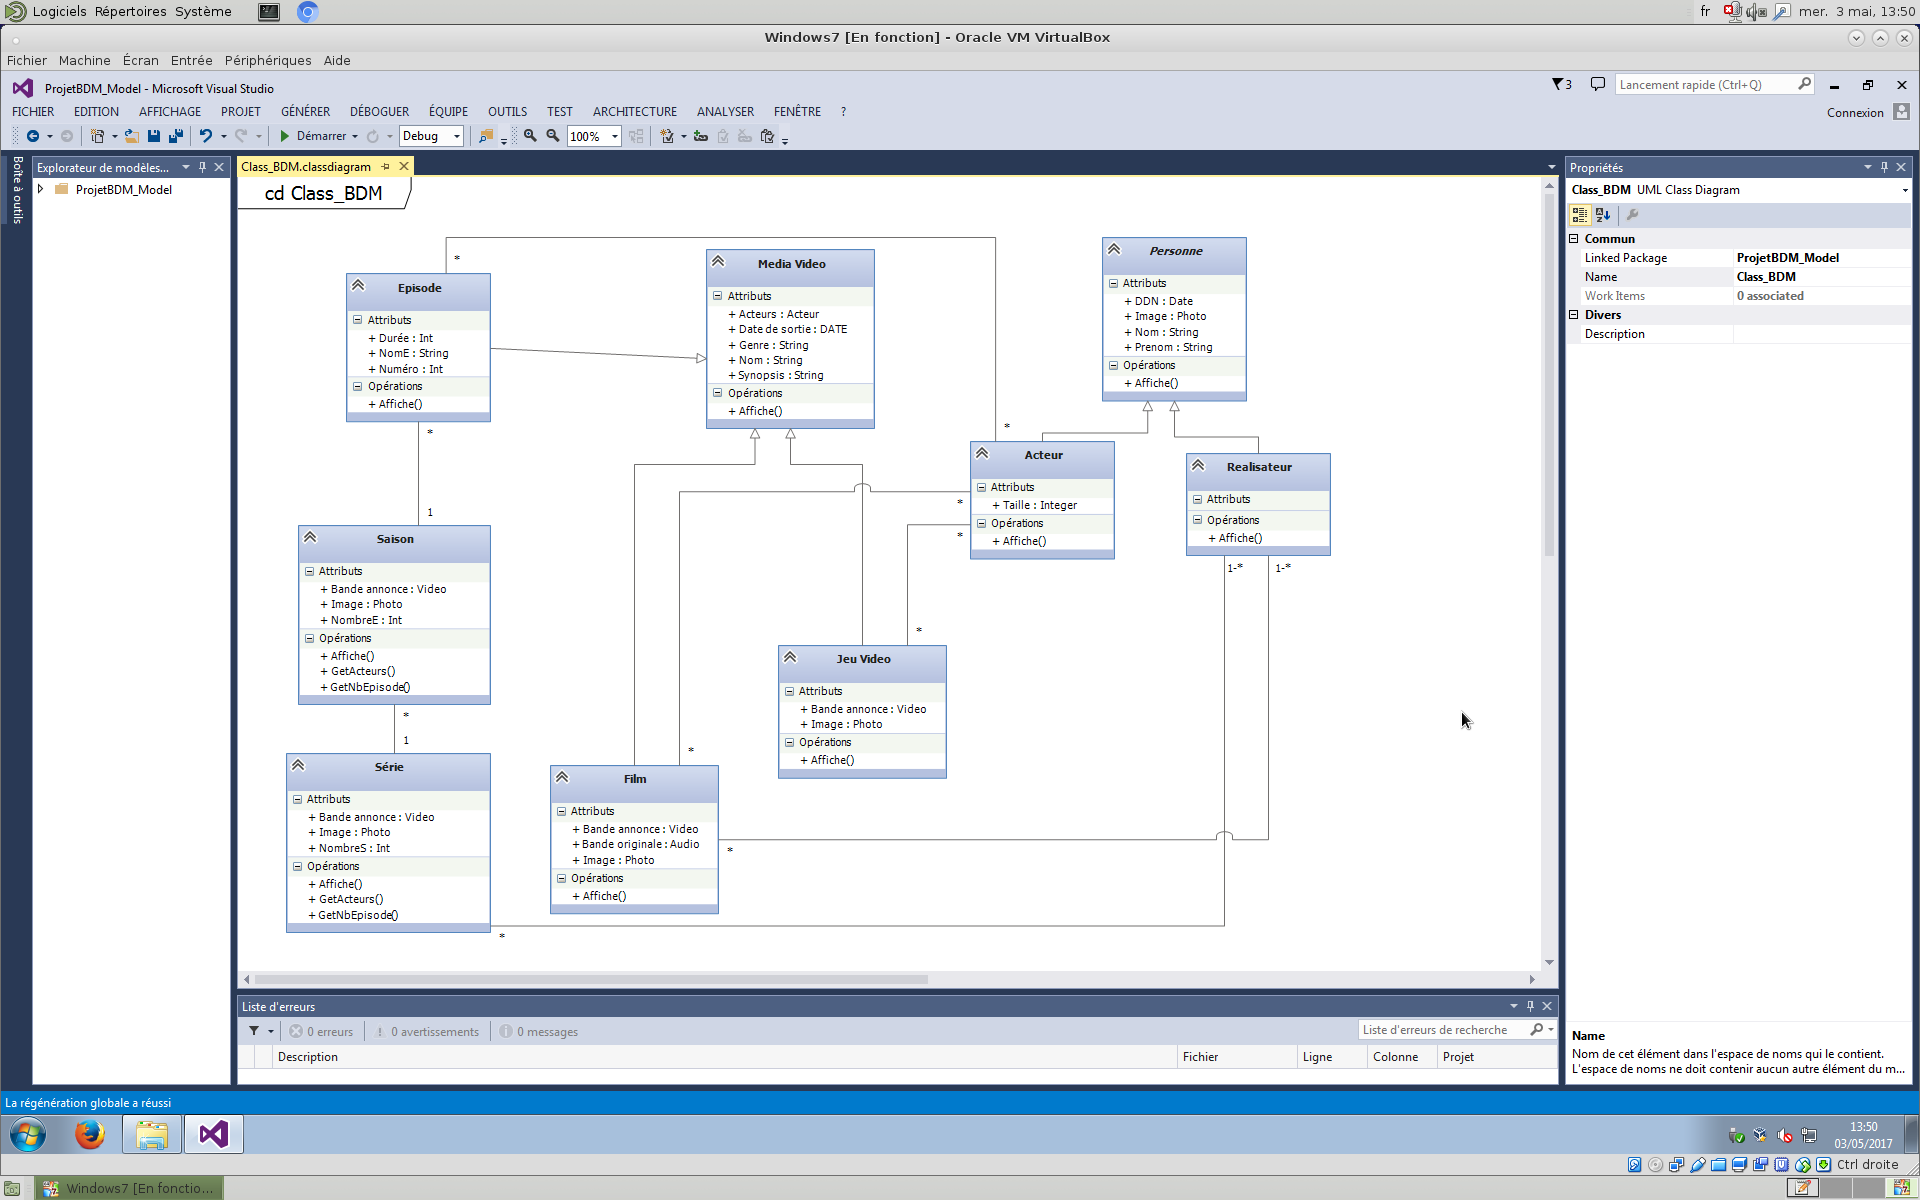 Logiciels Répertoires Système
fr
mer. 3 mai, 13:50
Windows7 [En fonction] - Oracle VM VirtualBox
Fichier Machine Écran Entrée Périphériques Aide
ProjetBDM_Model - Microsoft Visual Studio
3
Lancement rapide (Ctrl+Q)
FICHIER EDITION AFFICHAGE PROJET GÉNÉRER DÉBOGUER ÉQUIPE OUTILS TEST ARCHITECTURE ANALYSER FENÊTRE ?
Connexion
Démarrer
Debug
100%
Boîte à outils
Explorateur de modèles...
ProjetBDM_Model
Class_BDM.classdiagram
cd Class_BDM
*
Episode
Attributs
+ Durée : Int
+ NomE : String
+ Numéro : Int
Opérations
+ Affiche()
*
1
Media Video
Attributs
+ Acteurs : Acteur
+ Date de sortie : DATE
+ Genre : String
+ Nom : String
+ Synopsis : String
Opérations
+ Affiche()
Personne
Attributs
+ DDN : Date
+ Image : Photo
+ Nom : String
+ Prenom : String
Opérations
+ Affiche()
*
Acteur
Attributs
+ Taille : Integer
Opérations
+ Affiche()
*
*
Realisateur
Attributs
Opérations
+ Affiche()
1-*
1-*
Saison
Attributs
+ Bande annonce : Video
+ Image : Photo
+ NombreE : Int
Opérations
+ Affiche()
+ GetActeurs()
+ GetNbEpisode()
*
1
*
Jeu Video
Attributs
+ Bande annonce : Video
+ Image : Photo
Opérations
+ Affiche()
Série
Attributs
+ Bande annonce : Video
+ Image : Photo
+ NombreS : Int
Opérations
+ Affiche()
+ GetActeurs()
+ GetNbEpisode()
*
*
Film
Attributs
+ Bande annonce : Video
+ Bande originale : Audio
+ Image : Photo
Opérations
+ Affiche()
*
Propriétés
Class_BDM UML Class Diagram
Commun
Linked Package ProjetBDM_Model
Name Class_BDM
Work Items 0 associated
Divers
Description
Name
Nom de cet élément dans l'espace de noms qui le contient.
L'espace de noms ne doit contenir aucun autre élément du m...
Liste d'erreurs
0 erreurs
0 avertissements
0 messages
Liste d'erreurs de recherche
Description Fichier Ligne Colonne Projet
La régénération globale a réussi
13:50
03/05/2017
Ctrl droite
Windows7 [En fonctio...